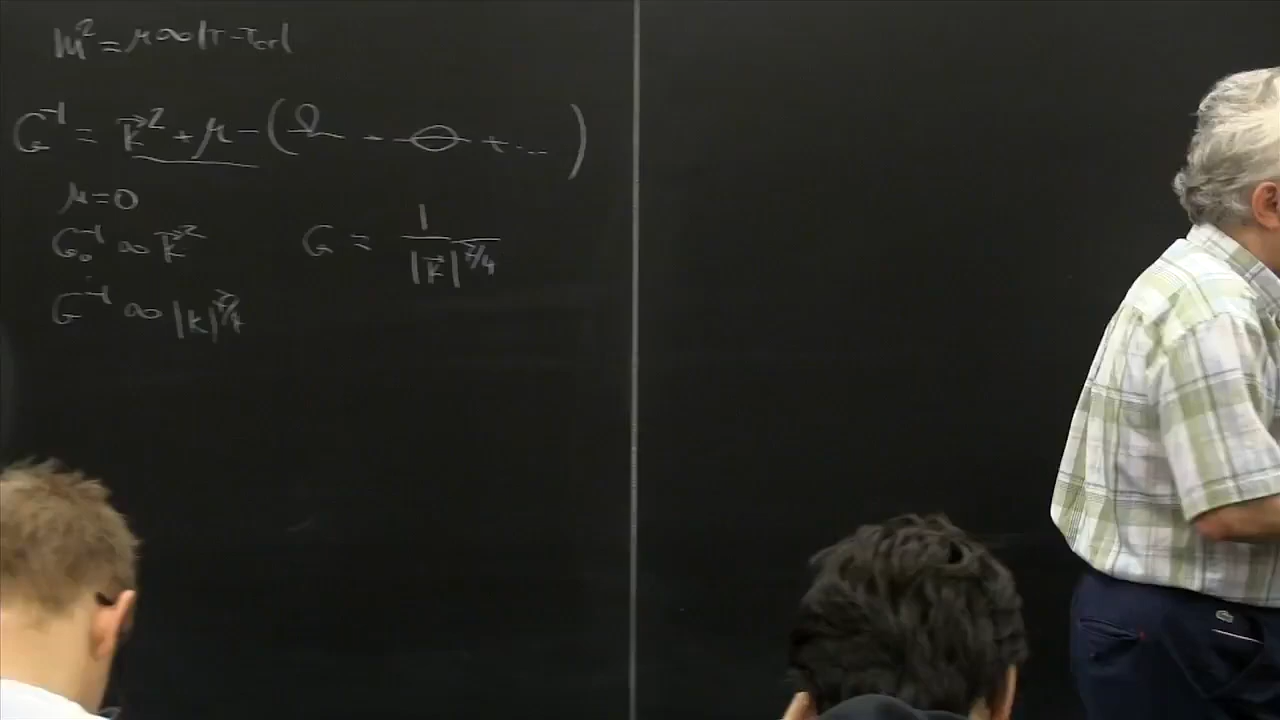 m² = μ ∞ |T - T_cr|
G⁻¹ = k⃗² + μ - ( + + ... )
μ = 0
G₀⁻¹ ∞ k⃗²
G = 1 / |k⃗|^{7/4}
G⁻¹ ∞ |k|^{7/4}